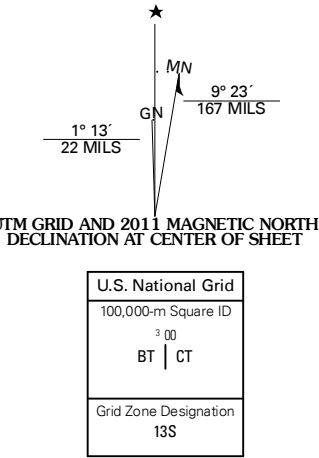 ★
MN
GN
9° 23´
167 MILS
1° 13´
22 MILS
UTM GRID AND 2011 MAGNETIC NORTH
DECLINATION AT CENTER OF SHEET
U.S. National Grid
100,000-m Square ID
3 00
BT | CT
Grid Zone Designation
13S